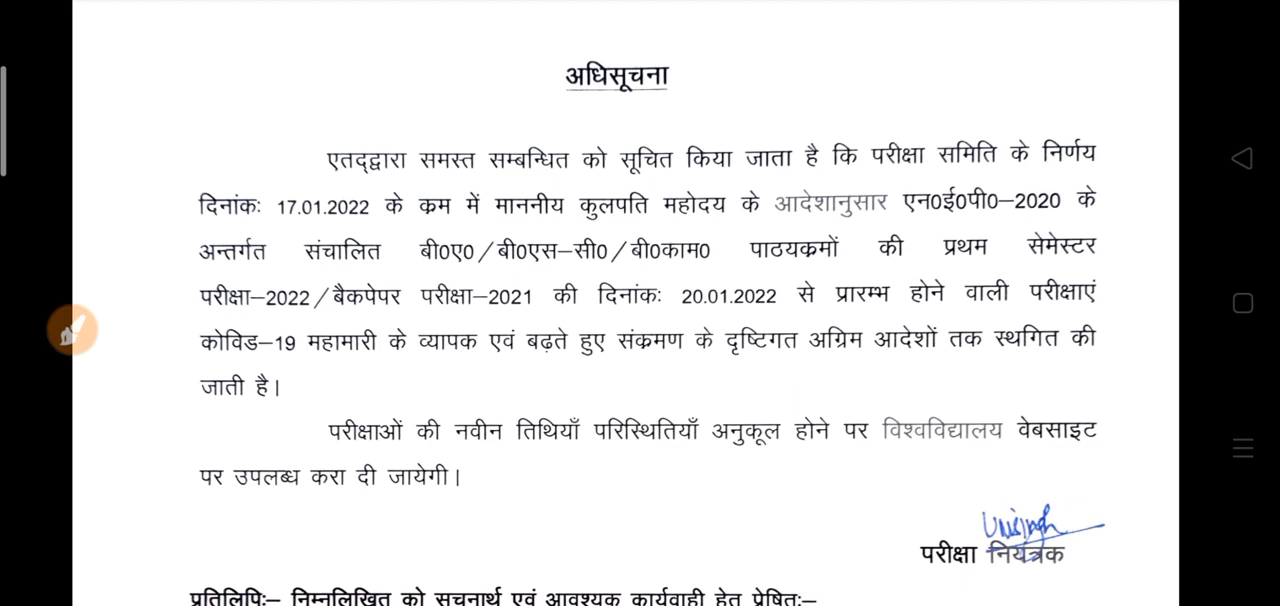 अधिसूचना
एतद्द्वारा समस्त सम्बन्धित को सूचित किया जाता है कि परीक्षा समिति के निर्णय
दिनांकः 17.01.2022 के क्रम में माननीय कुलपति महोदय के आदेशानुसार एन0ई0पी0–2020 के
अन्तर्गत संचालित बी0ए0/बी0एस–सी0/बी0काम0 पाठयक्रमों की प्रथम सेमेस्टर
परीक्षा–2022/बैकपेपर परीक्षा–2021 की दिनांकः 20.01.2022 से प्रारम्भ होने वाली परीक्षाएं
कोविड–19 महामारी के व्यापक एवं बढ़ते हुए संक्रमण के दृष्टिगत अग्रिम आदेशों तक स्थगित की
जाती है।
परीक्षाओं की नवीन तिथियाँ परिस्थितियाँ अनुकूल होने पर विश्वविद्यालय वेबसाइट
पर उपलब्ध करा दी जायेगी।
परीक्षा नियंत्रक
प्रतिलिपिः– निम्नलिखित को सूचनार्थ एवं आवश्यक कार्यवाही हेतु प्रेषितः–